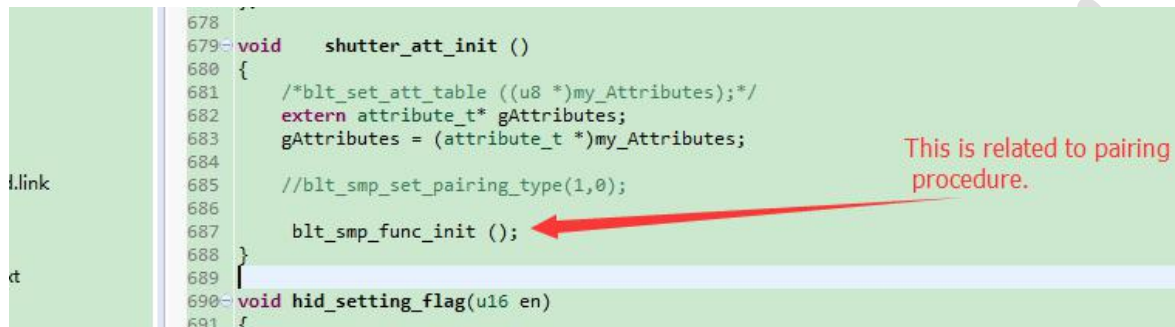 678
679 void    shutter_att_init ()
680 {
681     /*blt_set_att_table ((u8 *)my_Attributes);*/
682     extern attribute_t* gAttributes;
683     gAttributes = (attribute_t *)my_Attributes;
684
685     //blt_smp_set_pairing_type(1,0);
686
687      blt_smp_func_init ();
688 }
689
690 void hid_setting_flag(u16 en)
691 {
This is related to pairing
procedure.
l.link
xt